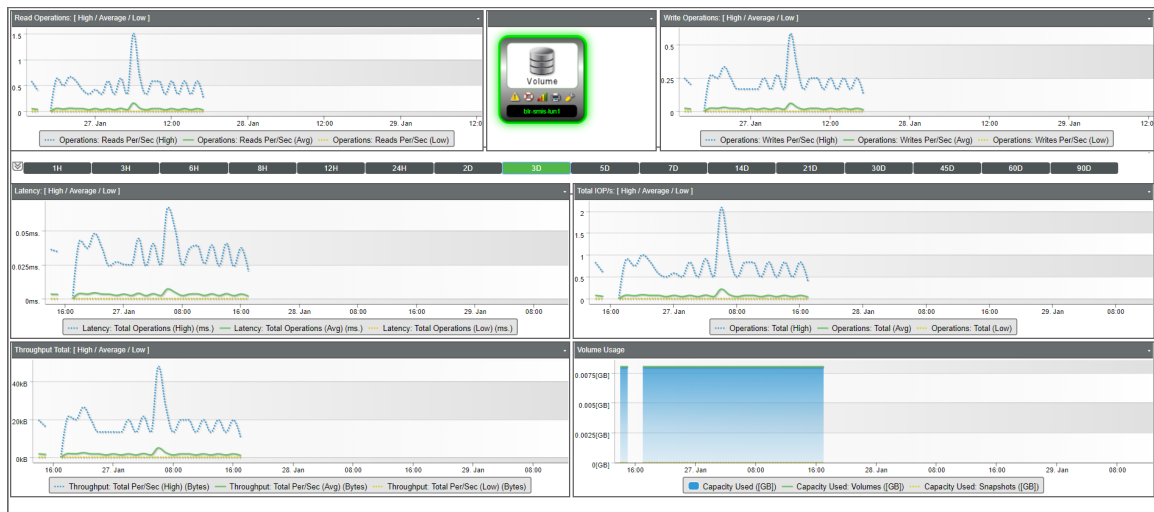 Read Operations: [ High / Average / Low ]
1.5
1
0.5
0
27. Jan 12:00 28. Jan 12:00 29. Jan 12:0
Operations: Reads Per/Sec (High) Operations: Reads Per/Sec (Avg) Operations: Reads Per/Sec (Low)
Volume
blr-smis-lun1
Write Operations: [ High / Average / Low ]
0.5
0.25
0
27. Jan 12:00 28. Jan 12:00 29. Jan 12:0
Operations: Writes Per/Sec (High) Operations: Writes Per/Sec (Avg) Operations: Writes Per/Sec (Low)
1H 3H 6H 8H 12H 24H 2D 3D 5D 7D 14D 21D 30D 45D 60D 90D
Latency: [ High / Average / Low ]
0.05ms.
0.025ms.
0ms.
16:00 27. Jan 08:00 16:00 28. Jan 08:00 16:00 29. Jan 08:00
Latency: Total Operations (High) (ms.) Latency: Total Operations (Avg) (ms.) Latency: Total Operations (Low) (ms.)
Total IOP/s: [ High / Average / Low ]
2
1.5
1
0.5
0
16:00 27. Jan 08:00 16:00 28. Jan 08:00 16:00 29. Jan 08:00
Operations: Total (High) Operations: Total (Avg) Operations: Total (Low)
Throughput Total: [ High / Average / Low ]
40kB
20kB
0kB
16:00 27. Jan 08:00 16:00 28. Jan 08:00 16:00 29. Jan 08:00
Throughput: Total Per/Sec (High) (Bytes) Throughput: Total Per/Sec (Avg) (Bytes) Throughput: Total Per/Sec (Low) (Bytes)
Volume Usage
0.0075[GB]
0.005[GB]
0.0025[GB]
0[GB]
16:00 27. Jan 08:00 16:00 28. Jan 08:00 16:00 29. Jan 08:00
Capacity Used ([GB]) Capacity Used: Volumes ([GB]) Capacity Used: Snapshots ([GB])